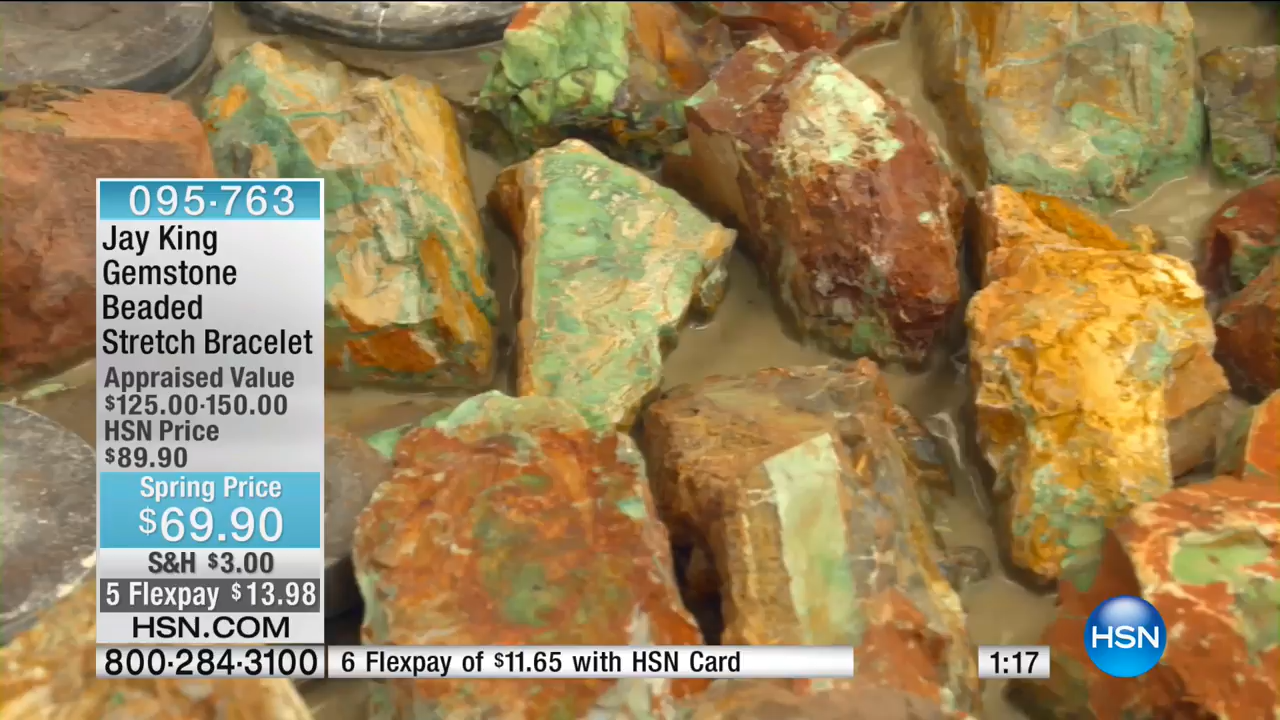 095·763
Jay King
Gemstone
Beaded
Stretch Bracelet
Appraised Value
$125.00-150.00
HSN Price
$89.90
Spring Price
$69.90
S&H $3.00
5 Flexpay $13.98
HSN.COM
800·284·3100
6 Flexpay of $11.65 with HSN Card
1:17
HSN